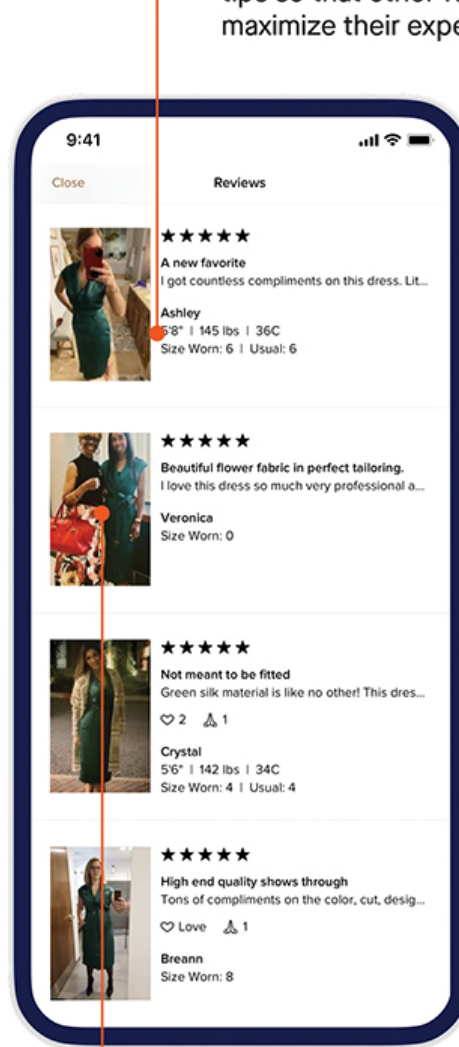 maximize their expe
9:41
Close
Reviews
★★★★★
A new favorite
I got countless compliments on this dress. Lit...
Ashley
5'8" | 145 lbs | 36C
Size Worn: 6 | Usual: 6
★★★★★
Beautiful flower fabric in perfect tailoring.
I love this dress so much very professional a...
Veronica
Size Worn: 0
★★★★★
Not meant to be fitted
Green silk material is like no other! This dres...
2 1
Crystal
5'6" | 142 lbs | 34C
Size Worn: 4 | Usual: 4
★★★★★
High end quality shows through
Tons of compliments on the color, cut, desig...
Love 1
Breann
Size Worn: 8